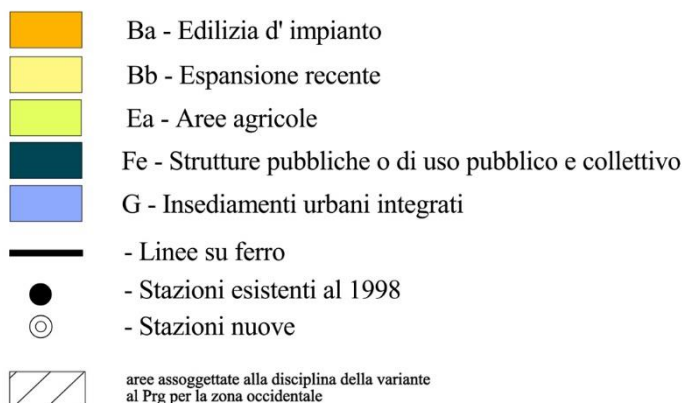 Ba - Edilizia d' impianto
Bb - Espansione recente
Ea - Aree agricole
Fe - Strutture pubbliche o di uso pubblico e collettivo
G - Insediamenti urbani integrati
- Linee su ferro
- Stazioni esistenti al 1998
- Stazioni nuove
aree assoggettate alla disciplina della variante
al Prg per la zona occidentale